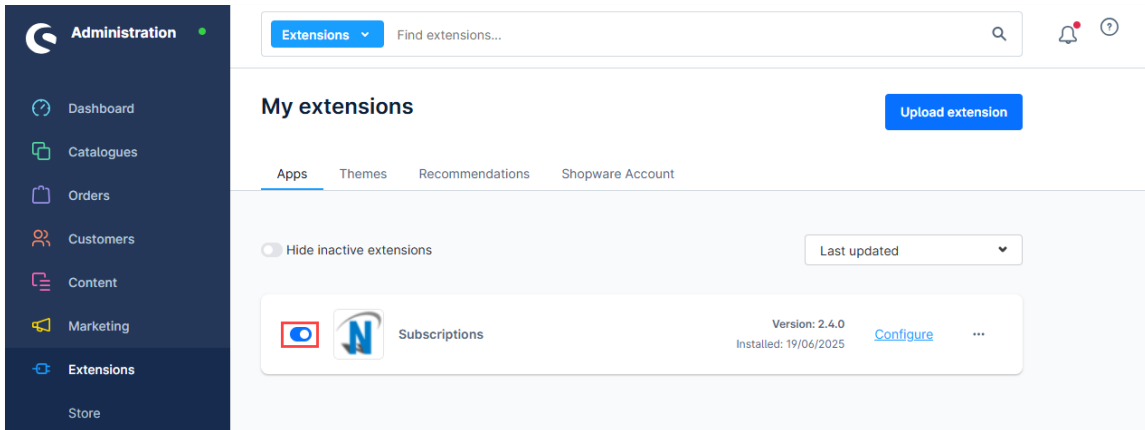 Administration
Extensions
Find extensions...
?
Dashboard
Catalogues
Orders
Customers
Content
Marketing
Extensions
Store
My extensions
Upload extension
Apps Themes Recommendations Shopware Account
Hide inactive extensions
Last updated
N
Subscriptions
Version: 2.4.0
Installed: 19/06/2025
Configure
...